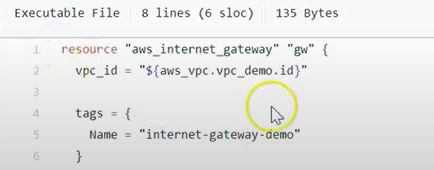 Executable File 8 lines (6 sloc) 135 Bytes
1 resource "aws_internet_gateway" "gw" {
2 vpc_id = "${aws_vpc.vpc_demo.id}"
3
4 tags = {
5 Name = "internet-gateway-demo"
6 }